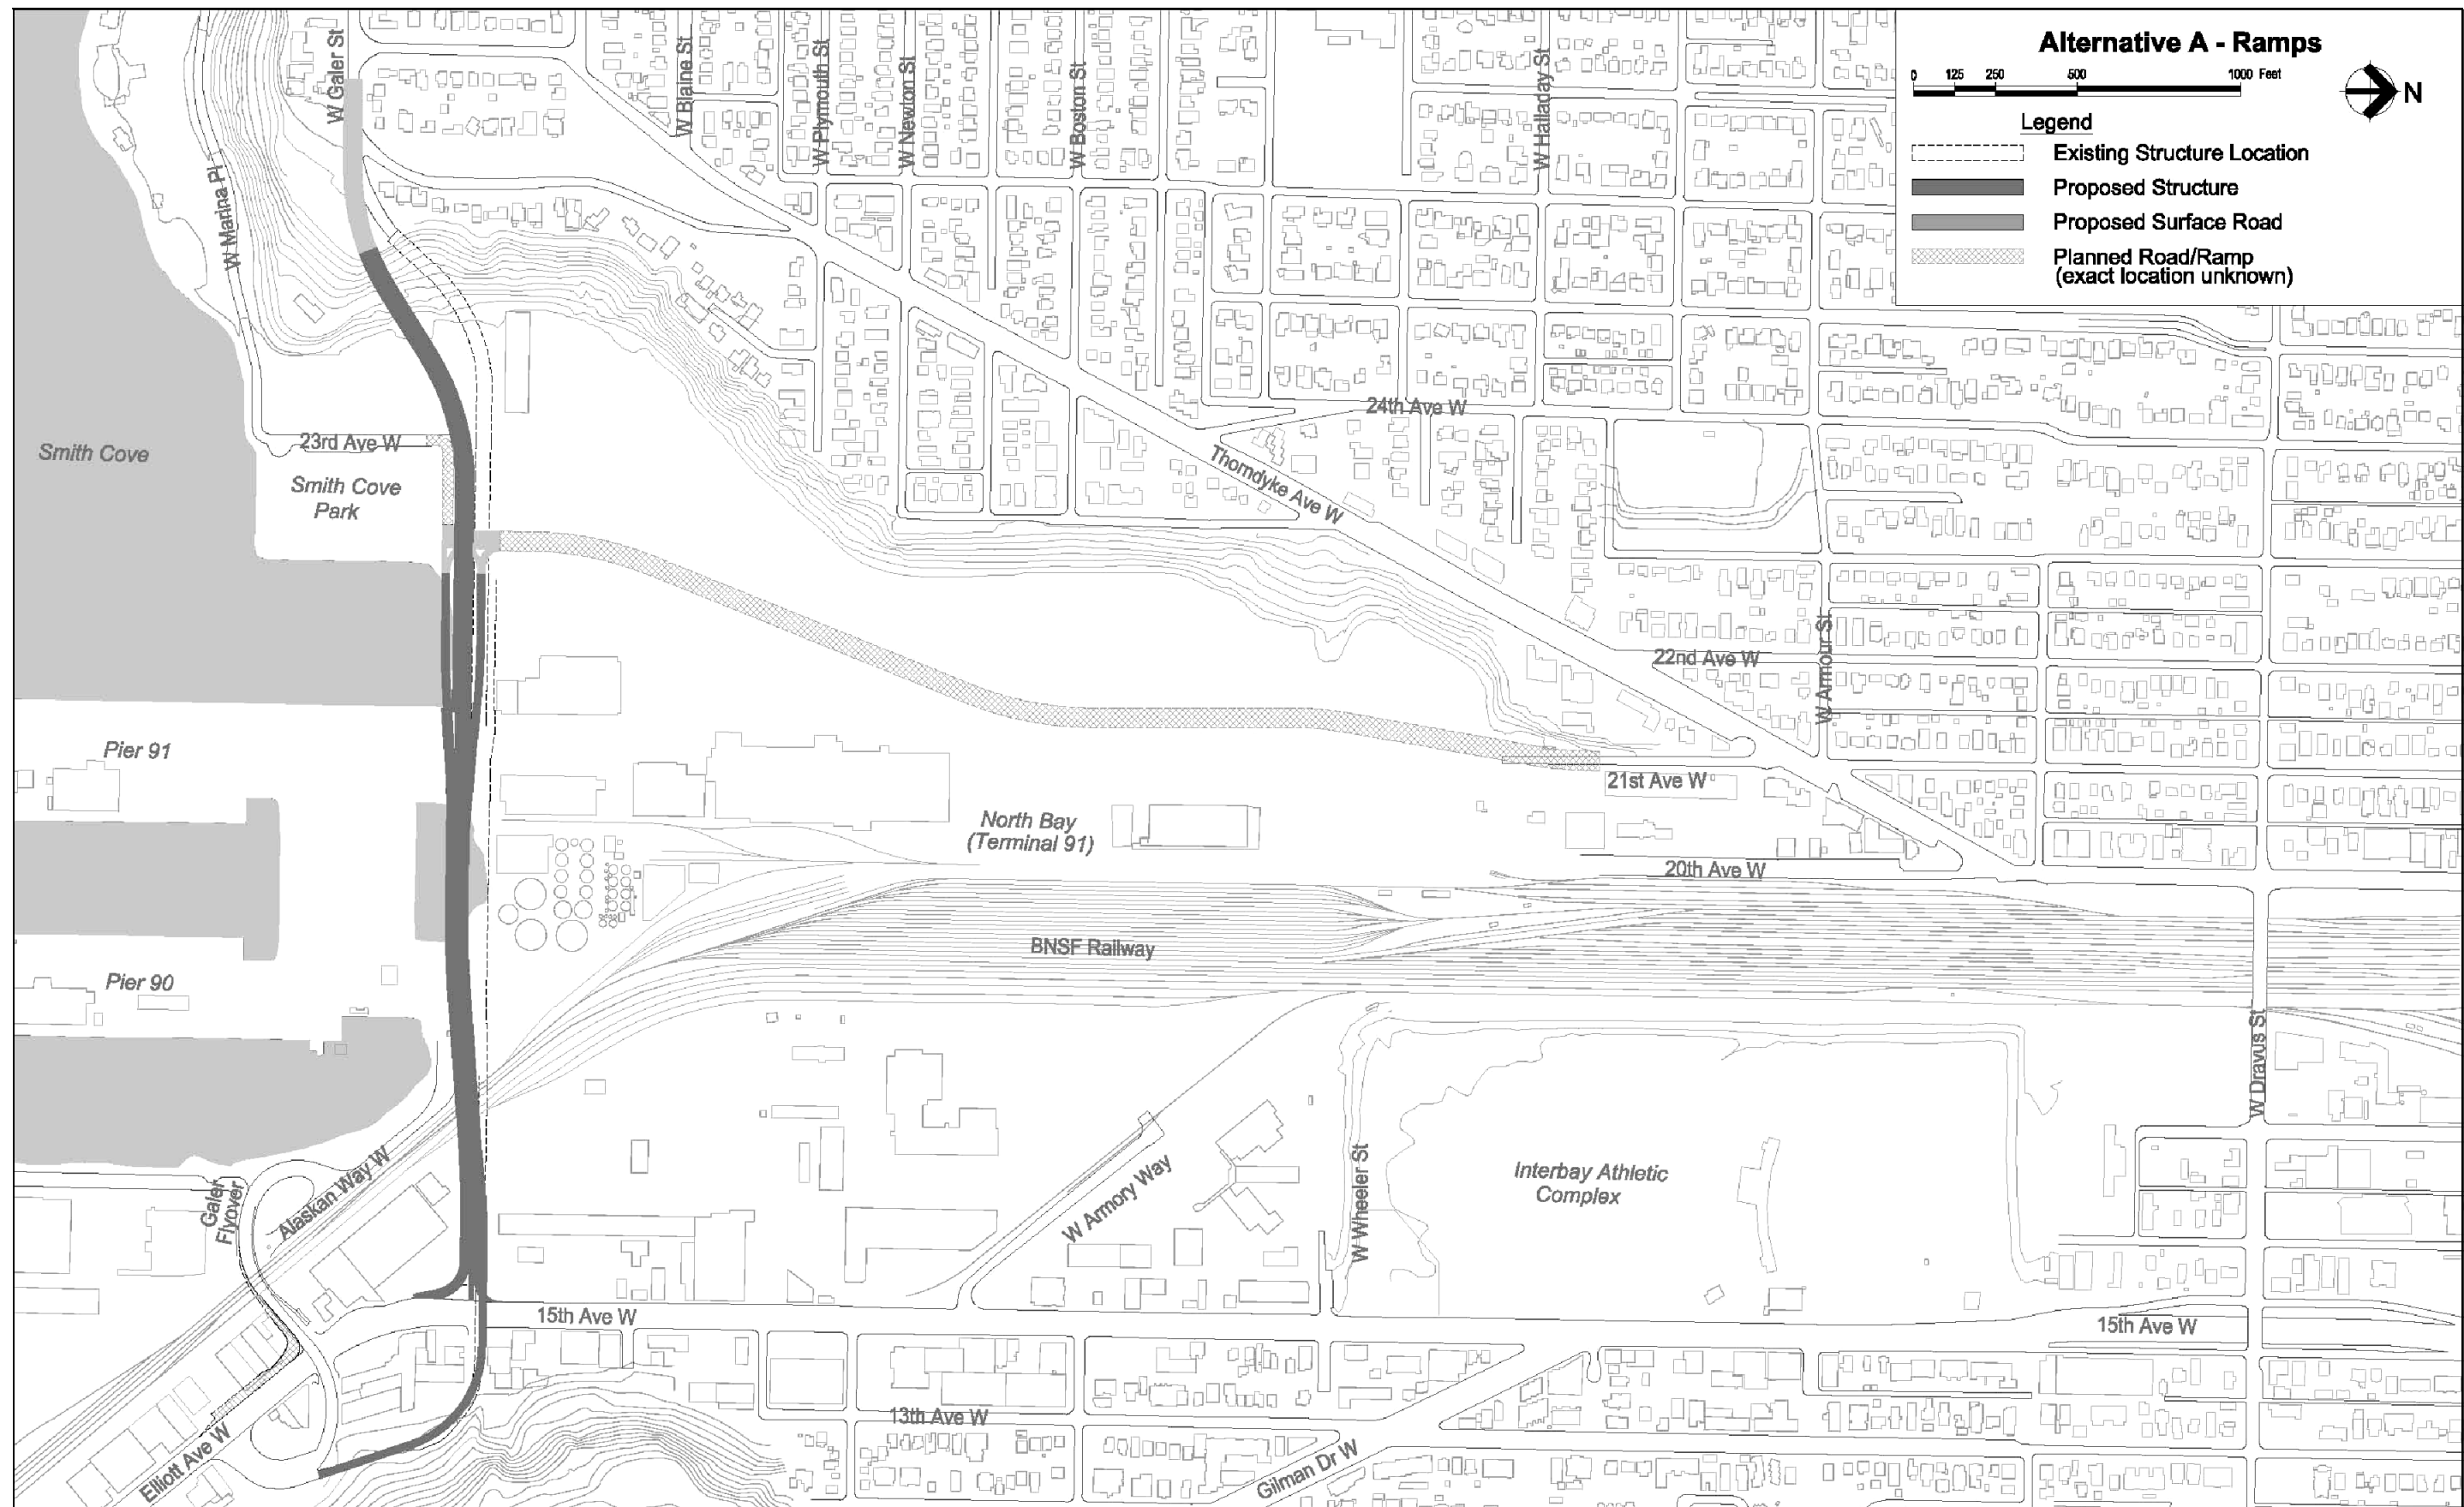 Alternative A - Ramps
0 125 250 500 1000 Feet
N
Legend
Existing Structure Location
Proposed Structure
Proposed Surface Road
Planned Road/Ramp
(exact location unknown)
W Galer St
W Blaine St
W Plymouth St
W Newton St
W Boston St
W Halladay St
W Marina Pl
24th Ave W
Thorndyke Ave W
23rd Ave W
Smith Cove
Smith Cove
Park
22nd Ave W
W Armour St
Pier 91
21st Ave W
North Bay
(Terminal 91)
20th Ave W
BNSF Railway
Pier 90
W Dravus St
Galer
Flyover
Alaskan Way W
W Armory Way
W Wheeler St
Interbay Athletic
Complex
15th Ave W
15th Ave W
13th Ave W
Elliott Ave W
Gilman Dr W